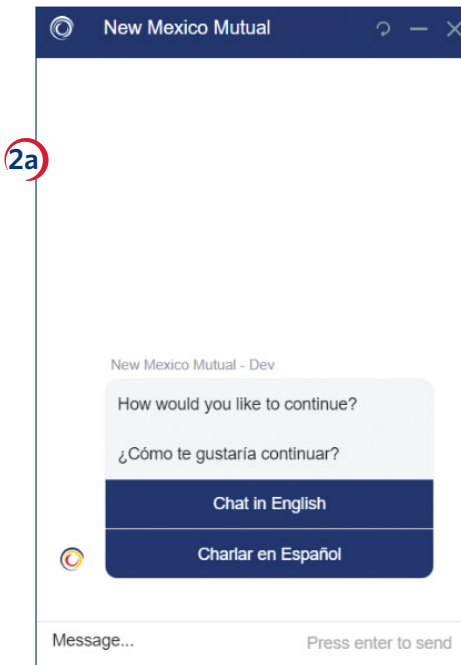 New Mexico Mutual
2a
New Mexico Mutual - Dev
How would you like to continue?
¿Cómo te gustaría continuar?
Chat in English
Charlar en Español
Message... Press enter to send